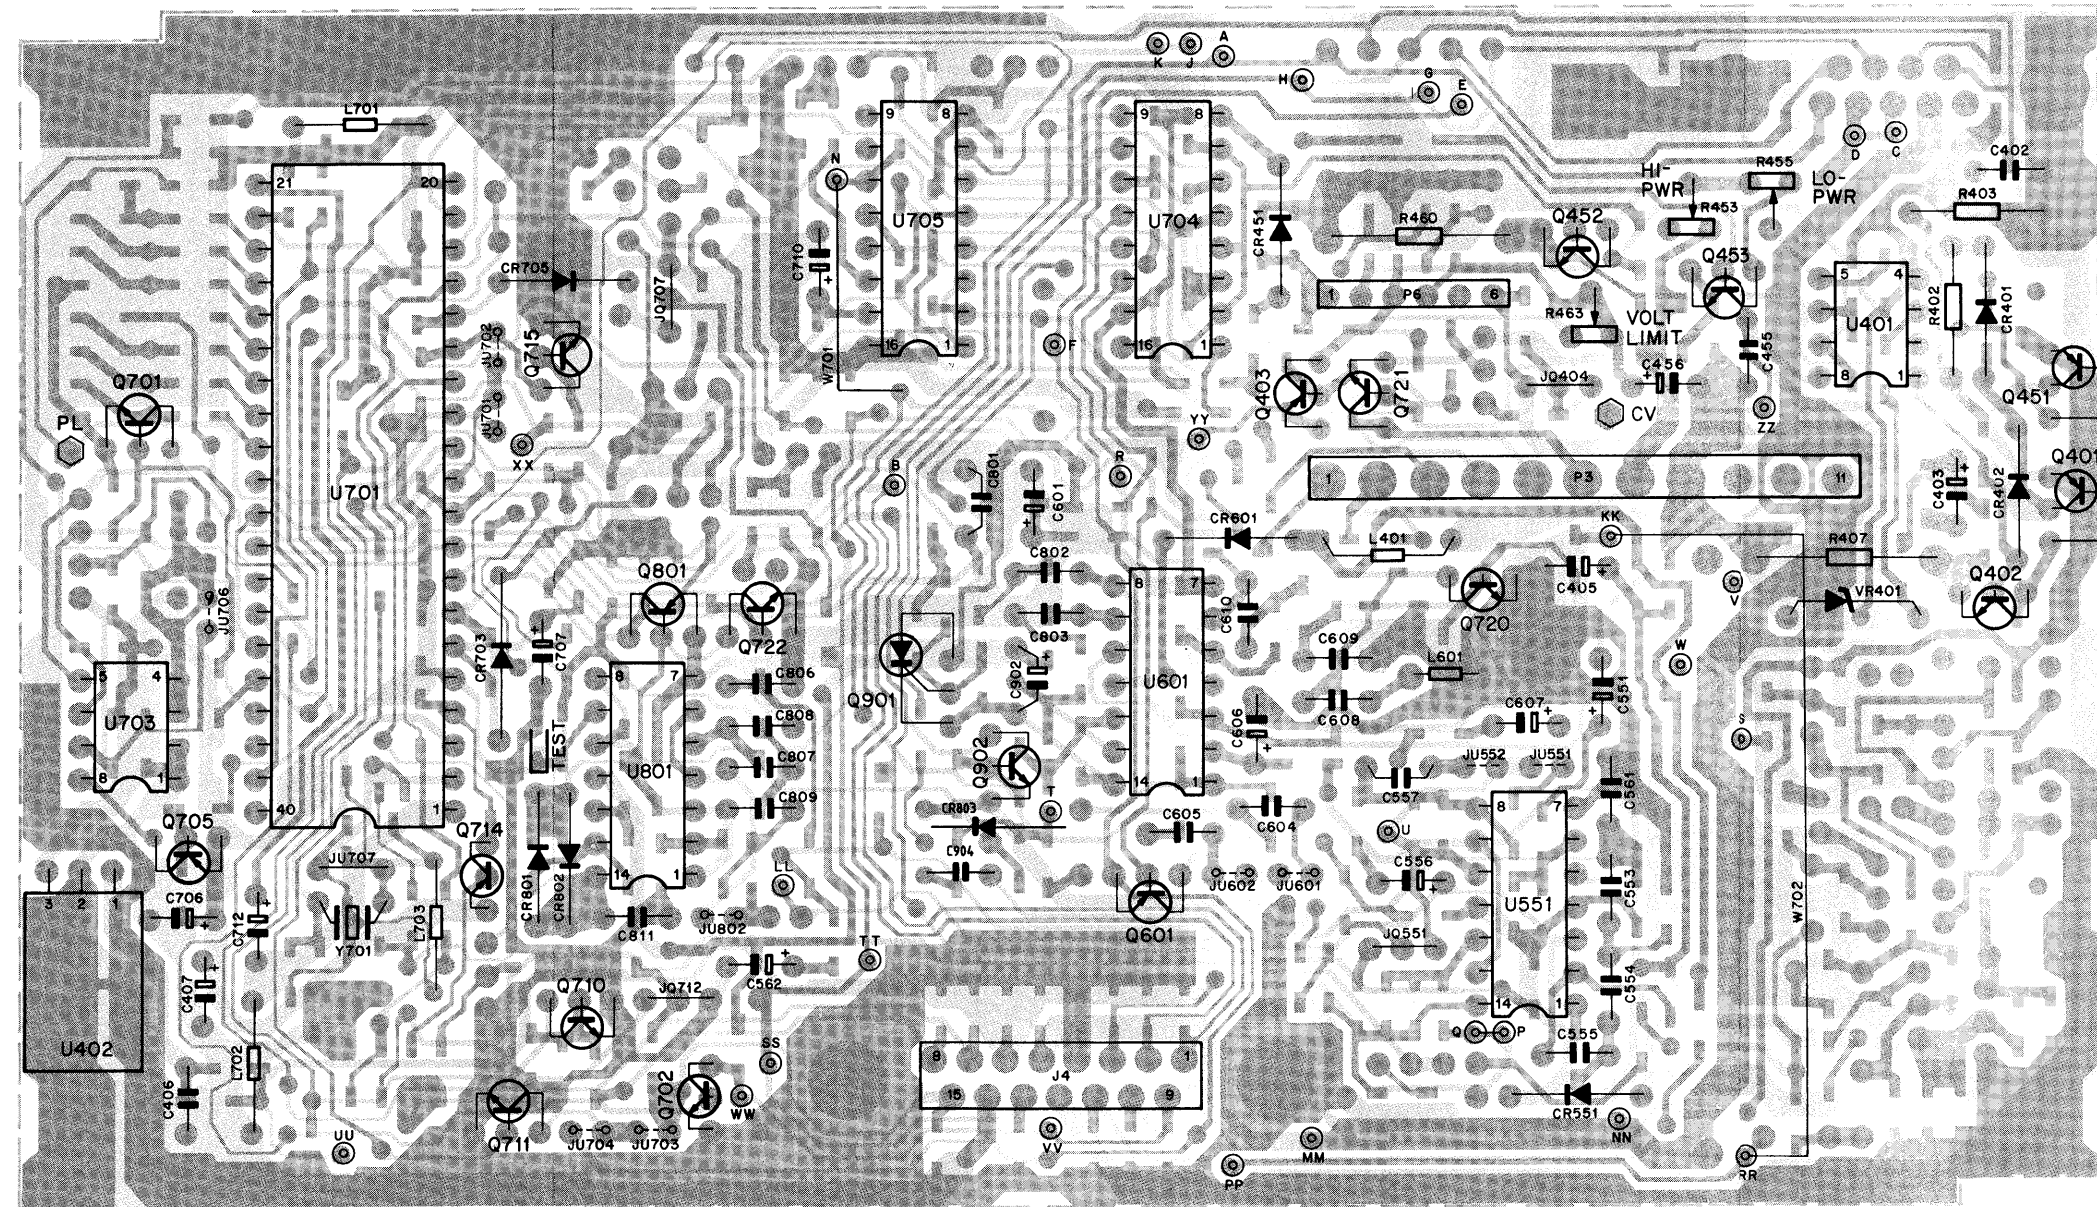 K
J
A
H
G
E
L701
9
8
9
8
D
C
C402
N
HI-
PWR
R455
LO-
PWR
21
20
U705
U704
CR451
R460
Q452
R453
R403
C710
+
Q453
CR705
JQ707
1
P6
6
5
4
U401
R402
CR401
R463
VOLT
LIMIT
JU702
Q715
W701
16
1
F
16
1
C455
Q701
JU701
Q403
Q721
JQ404
+
C456
8
1
Q451
PL
XX
YY
CV
ZZ
B
R
C801
C601
+
U701
1
P3
11
C403
+
CR402
Q401
CR601
KK
L401
R407
C802
C405
+
Q801
8
7
Q720
V
VR401
Q402
JU706
Q722
C803
C610
CR703
+
C707
C609
W
L601
5
4
8
7
C806
Q901
C902
+
U601
C551
+
U703
C808
C606
+
C608
C607
+
S
TEST
U801
C807
Q902
JU552
JU551
8
1
C809
T
14
1
C557
C561
40
1
CR803
C604
8
7
Q705
Q714
C605
U
JU707
C904
C556
+
CR801
CR802
14
1
LL
JU602
JU601
C553
3
2
1
C706
+
C712
+
U551
W702
Y701
L703
C811
JU802
Q601
JQ551
TT
+
C562
C407
+
Q710
JQ712
C554
14
1
Q
P
U402
L702
SS
8
1
J4
C555
C406
Q702
WW
15
9
CR551
UU
Q711
JU704
JU703
VV
MM
NN
PP
RR